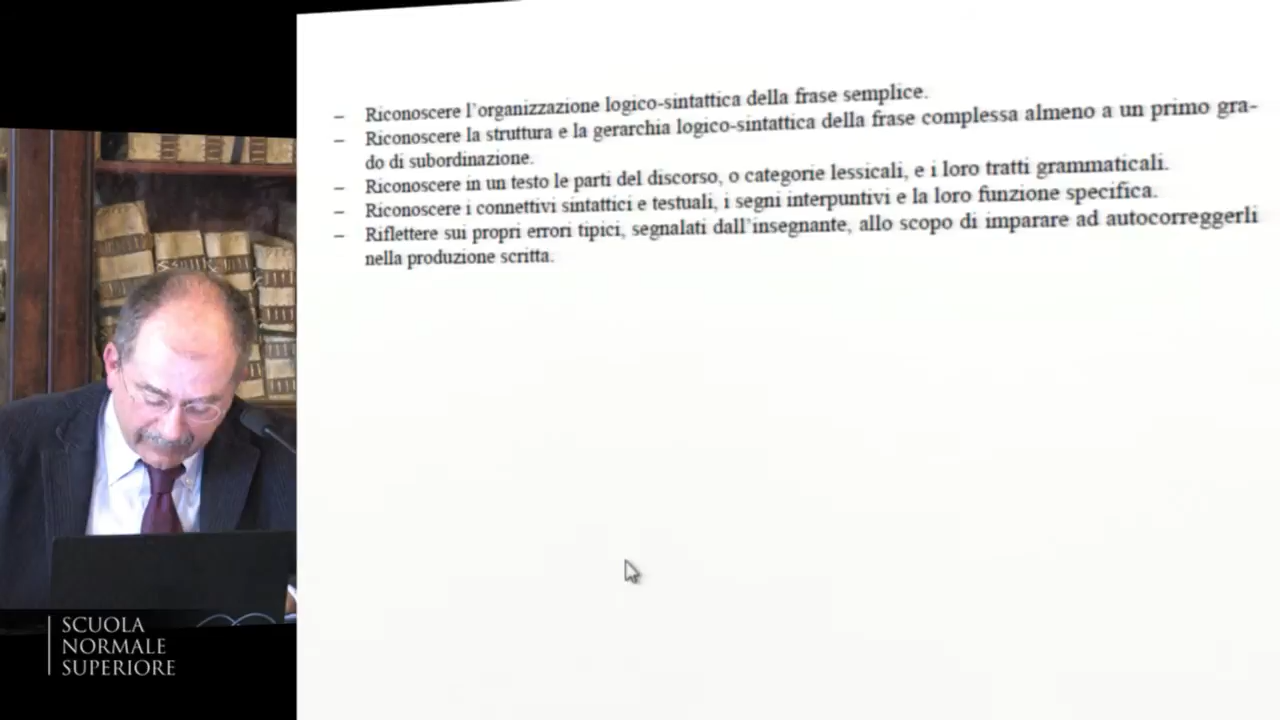 – Riconoscere l'organizzazione logico-sintattica della frase semplice.
– Riconoscere la struttura e la gerarchia logico-sintattica della frase complessa almeno a un primo gra-
do di subordinazione.
– Riconoscere in un testo le parti del discorso, o categorie lessicali, e i loro tratti grammaticali.
– Riconoscere i connettivi sintattici e testuali, i segni interpuntivi e la loro funzione specifica.
– Riflettere sui propri errori tipici, segnalati dall'insegnante, allo scopo di imparare ad autocorreggerli
nella produzione scritta.
SCUOLA
NORMALE
SUPERIORE